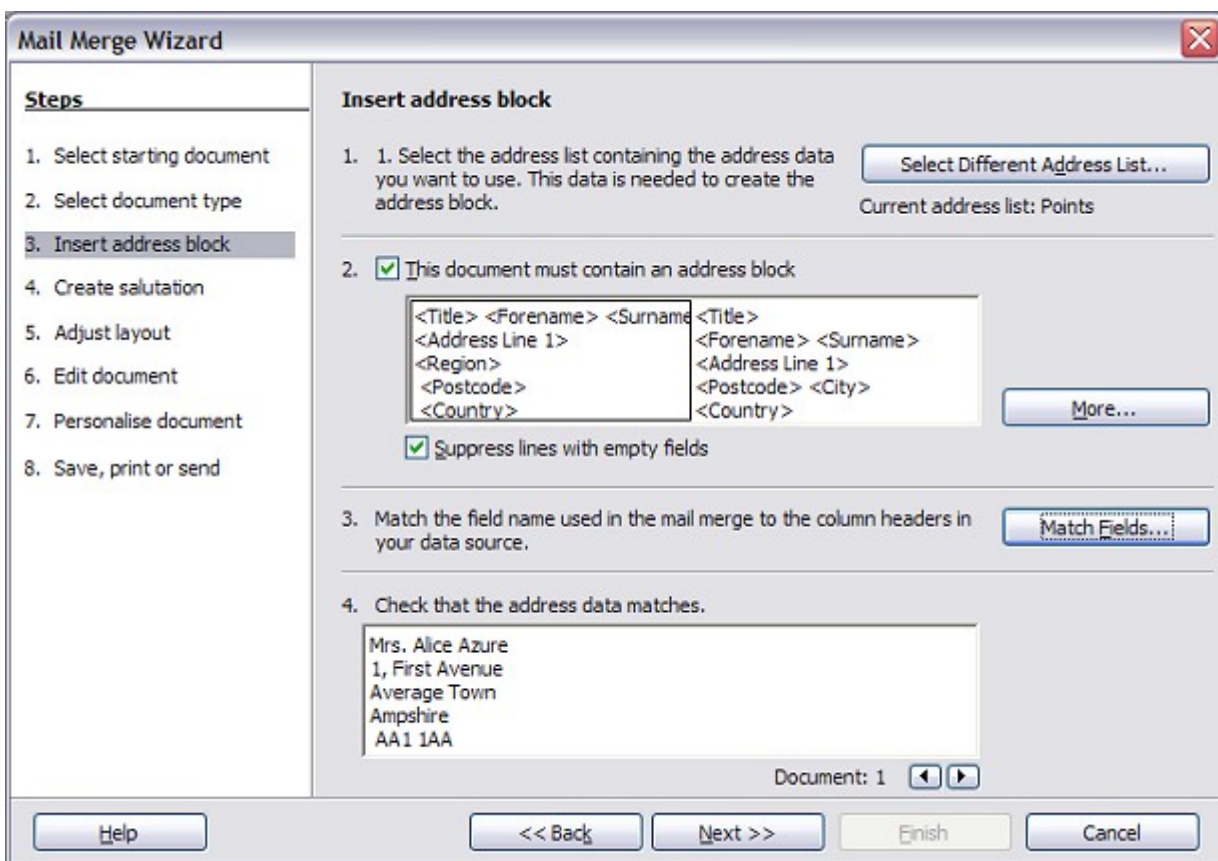 Mail Merge Wizard
Steps
1. Select starting document
2. Select document type
3. Insert address block
4. Create salutation
5. Adjust layout
6. Edit document
7. Personalise document
8. Save, print or send
Insert address block
1. 1. Select the address list containing the address data
you want to use. This data is needed to create the
address block.
Select Different Address List...
Current address list: Points
2. This document must contain an address block
<Title> <Forename> <Surname
<Address Line 1>
<Region>
<Postcode>
<Country>
<Title>
<Forename> <Surname>
<Address Line 1>
<Postcode> <City>
<Country>
More...
Suppress lines with empty fields
3. Match the field name used in the mail merge to the column headers in
your data source.
Match Fields...
4. Check that the address data matches.
Mrs. Alice Azure
1, First Avenue
Average Town
Ampshire
AA1 1AA
Document: 1
Help
<< Back
Next >>
Finish
Cancel